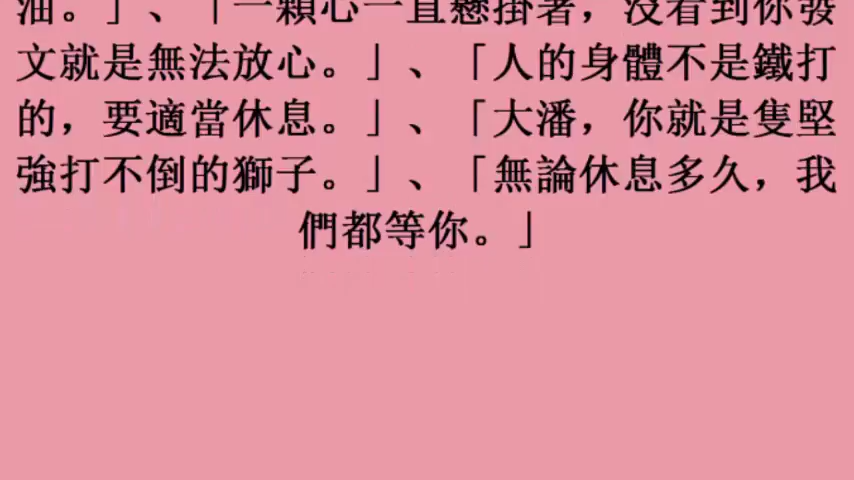 油。」、「一顆心一直懸掛著，沒看到你發
文就是無法放心。」、「人的身體不是鐵打
的，要適當休息。」、「大潘，你就是隻堅
強打不倒的獅子。」、「無論休息多久，我
們都等你。」